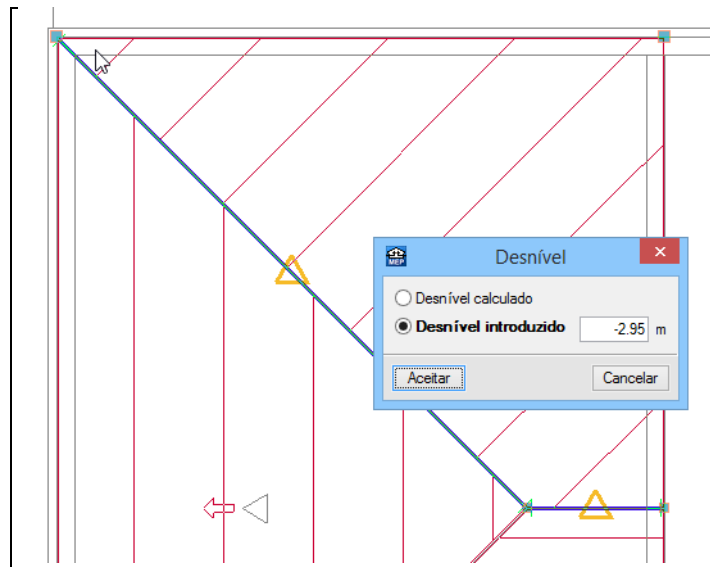 MEP
Desnível
Desnível calculado
Desnível introduzido -2.95 m
Aceitar Cancelar